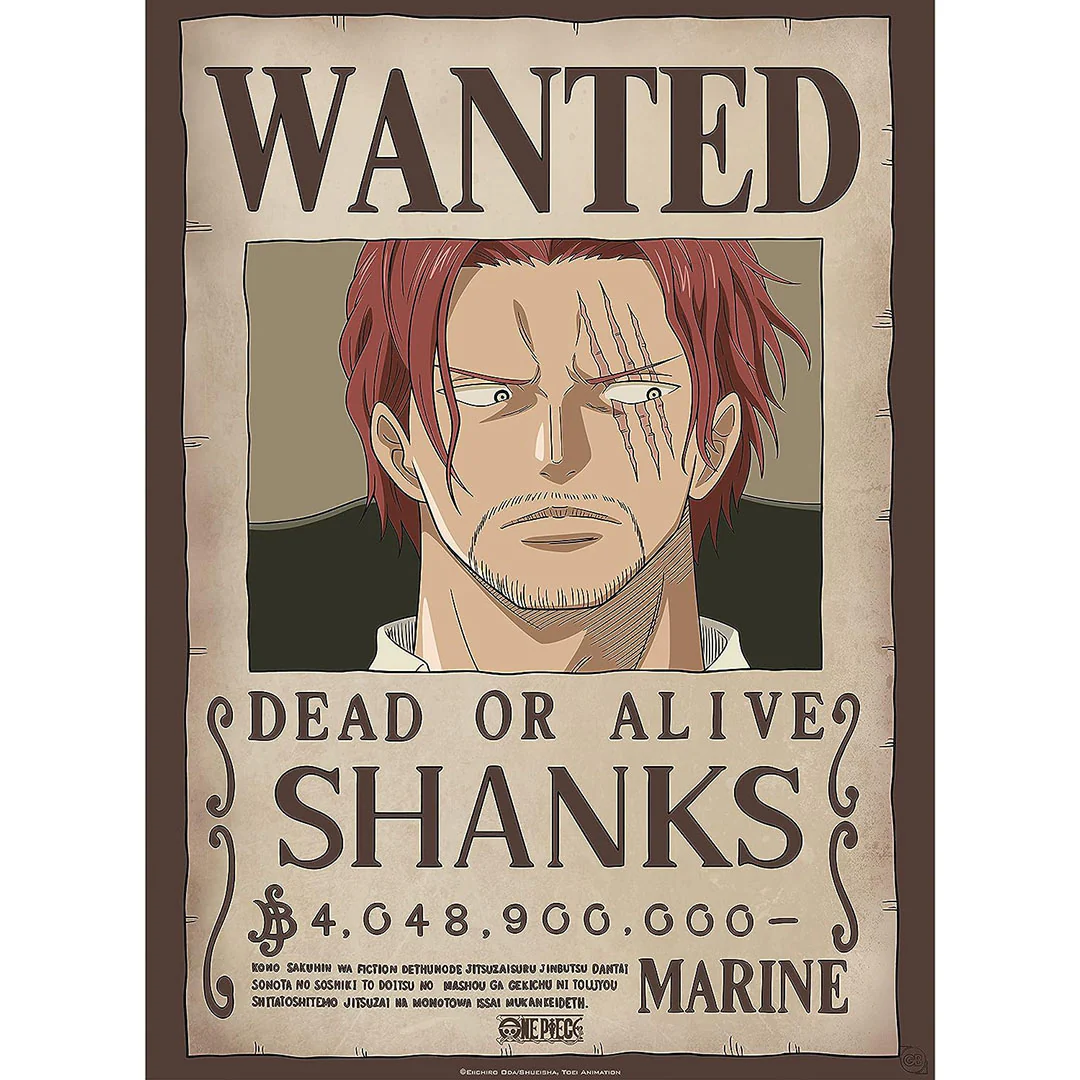 WANTED
DEAD OR ALIVE
SHANKS
฿4,048,900,000—
KONO SAKUHIN WA FICTION DETHUNODE JITSUZAISURU JINBUTSU DANTAI
SONOTA NO SOSHIKI TO DOITSU NO MASHOU GA GEKICHU NI TOUJYOU
SHITATOSHITEMO JITSUZAI NA MONOTOWA ISSAI MUKANKEIDETH.
MARINE
ONE PIECE
©EIICHIRO ODA/SHUEISHA, TOEI ANIMATION